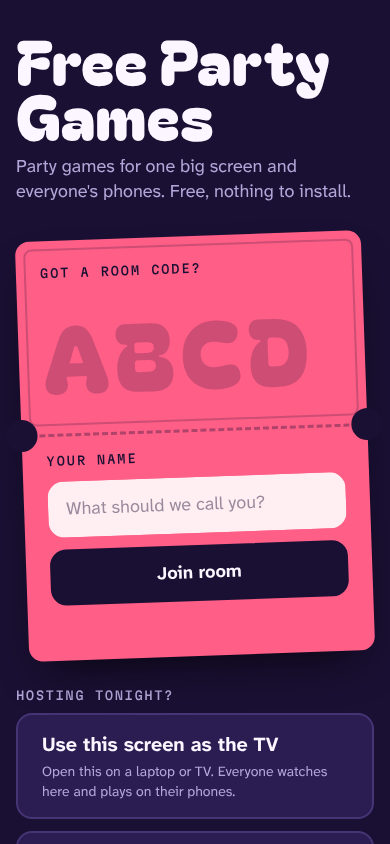 Free Party
Games
Party games for one big screen and
everyone's phones. Free, nothing to install.
GOT A ROOM CODE?
ABCD
YOUR NAME
What should we call you?
Join room
HOSTING TONIGHT?
Use this screen as the TV
Open this on a laptop or TV. Everyone watches
here and plays on their phones.